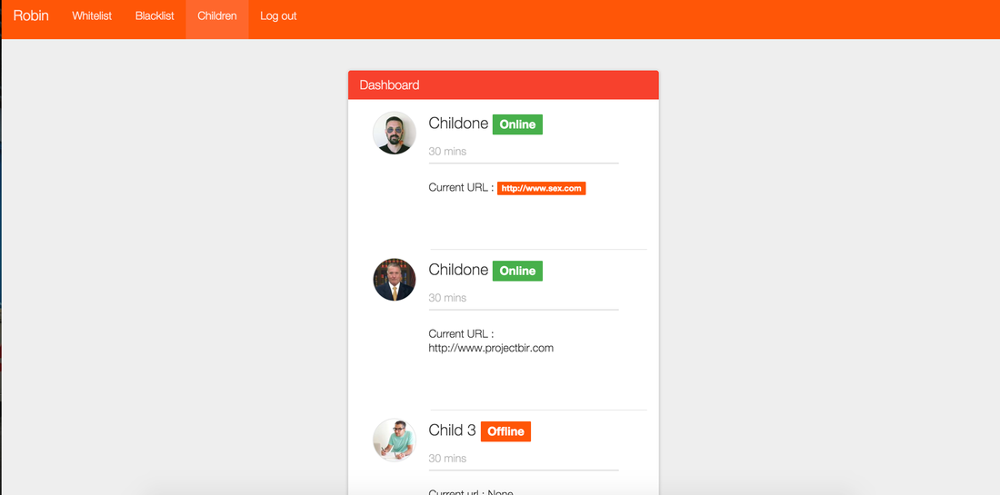 Robin Whitelist Blacklist Children Log out
Dashboard
Childone Online
30 mins
Current URL : http://www.sex.com
Childone Online
30 mins
Current URL :
http://www.projectbir.com
Child 3 Offline
30 mins
Current url : None